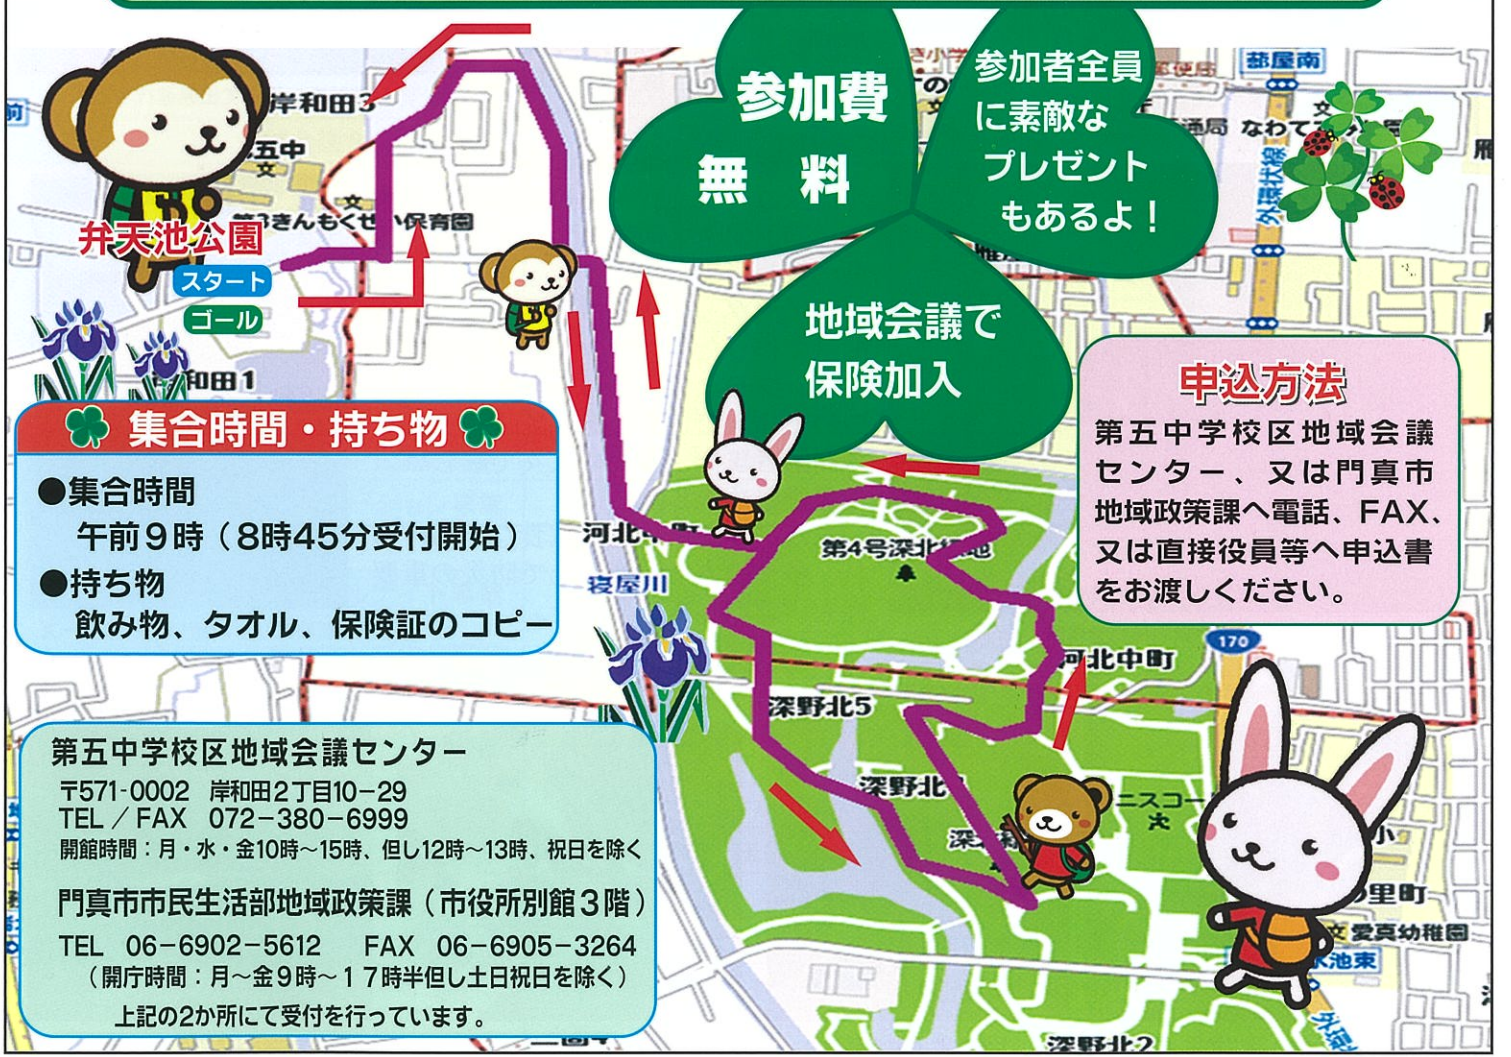 岸和田3
五中
第3きんもくせい保育園
弁天池公園
スタート
ゴール
和田1
参加費
無 料
参加者全員
に素敵な
プレゼント
もあるよ！
地域会議で
保険加入
外環状線
集合時間・持ち物
●集合時間
午前9時（8時45分受付開始）
●持ち物
飲み物、タオル、保険証のコピー
申込方法
第五中学校区地域会議
センター、又は門真市
地域政策課へ電話、FAX、
又は直接役員等へ申込書
をお渡しください。
河北中町
寝屋川
第4号深北緑地
170
河北中町
深野北5
深野北
愛真幼稚園
深野北2
第五中学校区地域会議センター
〒571-0002 岸和田2丁目10－29
TEL／FAX 072－380－6999
開館時間：月・水・金10時～15時、但し12時～13時、祝日を除く
門真市市民生活部地域政策課（市役所別館3階）
TEL 06－6902－5612 FAX 06－6905－3264
（開庁時間：月～金9時～17時半但し土日祝日を除く）
上記の2か所にて受付を行っています。